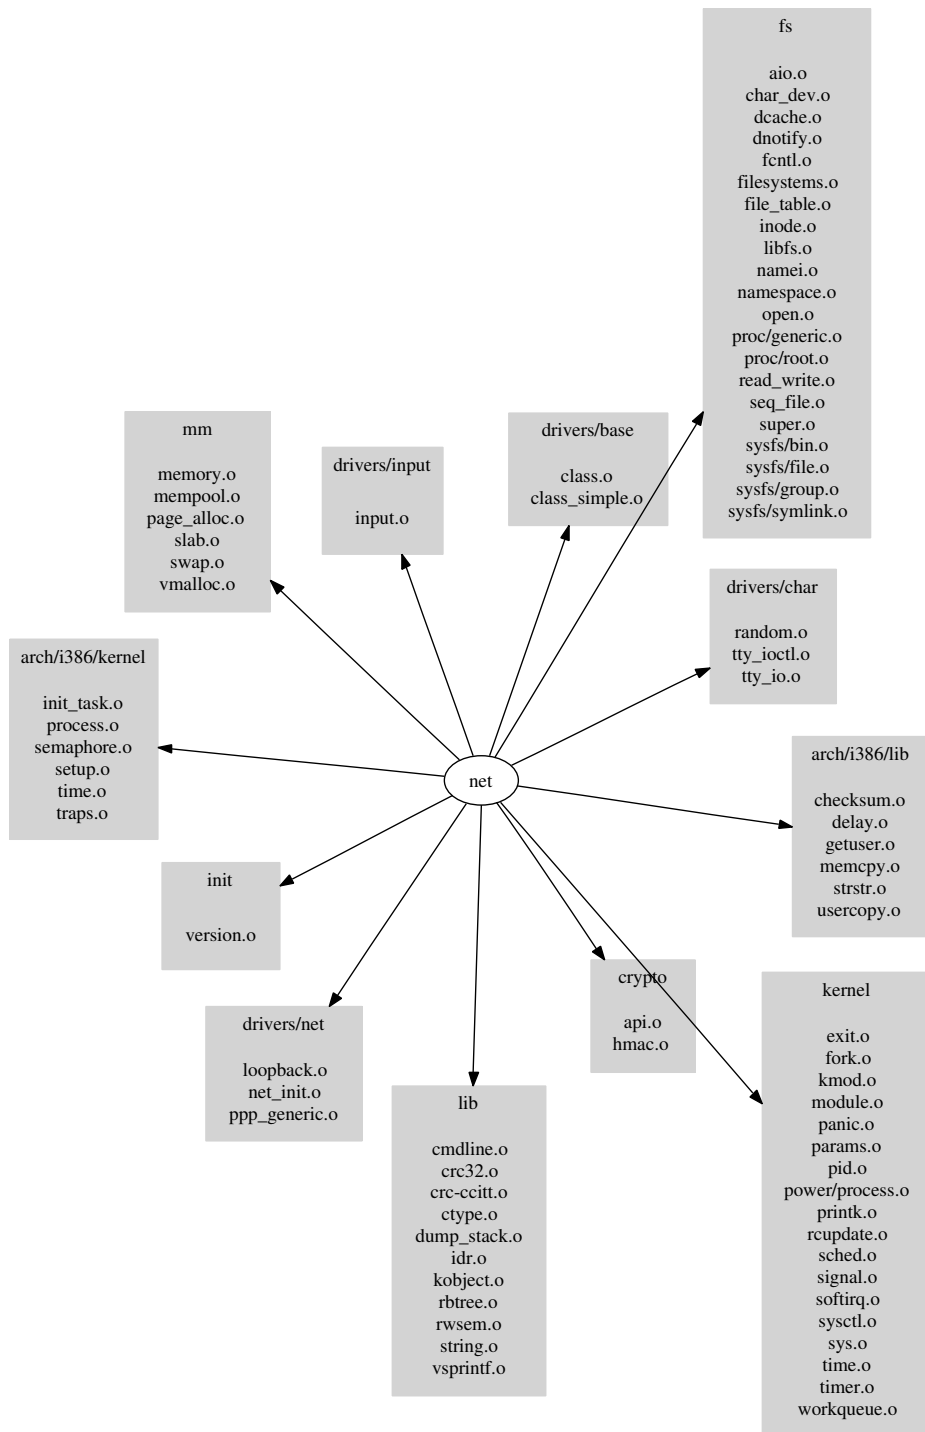 fs
aio.o
char_dev.o
dcache.o
dnotify.o
fcntl.o
filesystems.o
file_table.o
inode.o
libfs.o
namei.o
namespace.o
open.o
proc/generic.o
proc/root.o
read_write.o
seq_file.o
super.o
sysfs/bin.o
sysfs/file.o
sysfs/group.o
sysfs/symlink.o
mm
memory.o
mempool.o
page_alloc.o
slab.o
swap.o
vmalloc.o
drivers/input
input.o
drivers/base
class.o
class_simple.o
drivers/char
random.o
tty_ioctl.o
tty_io.o
arch/i386/kernel
init_task.o
process.o
semaphore.o
setup.o
time.o
traps.o
net
arch/i386/lib
checksum.o
delay.o
getuser.o
memcpy.o
strstr.o
usercopy.o
init
version.o
crypto
api.o
hmac.o
kernel
exit.o
fork.o
kmod.o
module.o
panic.o
params.o
pid.o
power/process.o
printk.o
rcupdate.o
sched.o
signal.o
softirq.o
sysctl.o
sys.o
time.o
timer.o
workqueue.o
drivers/net
loopback.o
net_init.o
ppp_generic.o
lib
cmdline.o
crc32.o
crc-ccitt.o
ctype.o
dump_stack.o
idr.o
kobject.o
rbtree.o
rwsem.o
string.o
vsprintf.o